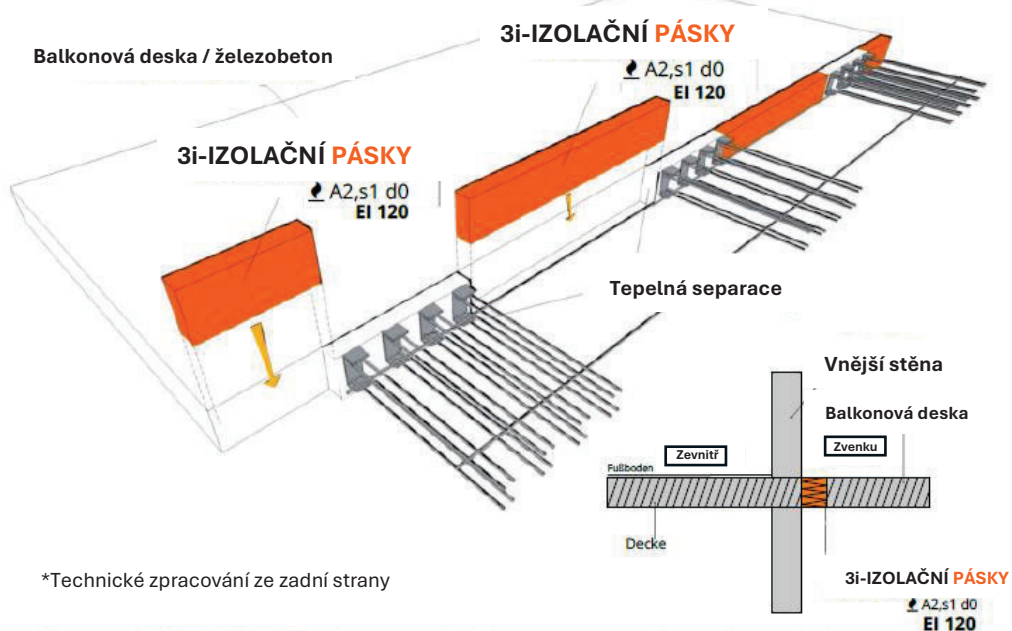 3i-IZOLAČNÍ PÁSKY
A2,s1 d0
EI 120
Balkonová deska / železobeton
3i-IZOLAČNÍ PÁSKY
A2,s1 d0
EI 120
Tepelná separace
Vnější stěna
Balkonová deska
Zevnitř
Zvenku
Fußboden
Decke
3i-IZOLAČNÍ PÁSKY
A2,s1 d0
EI 120
*Technické zpracování ze zadní strany